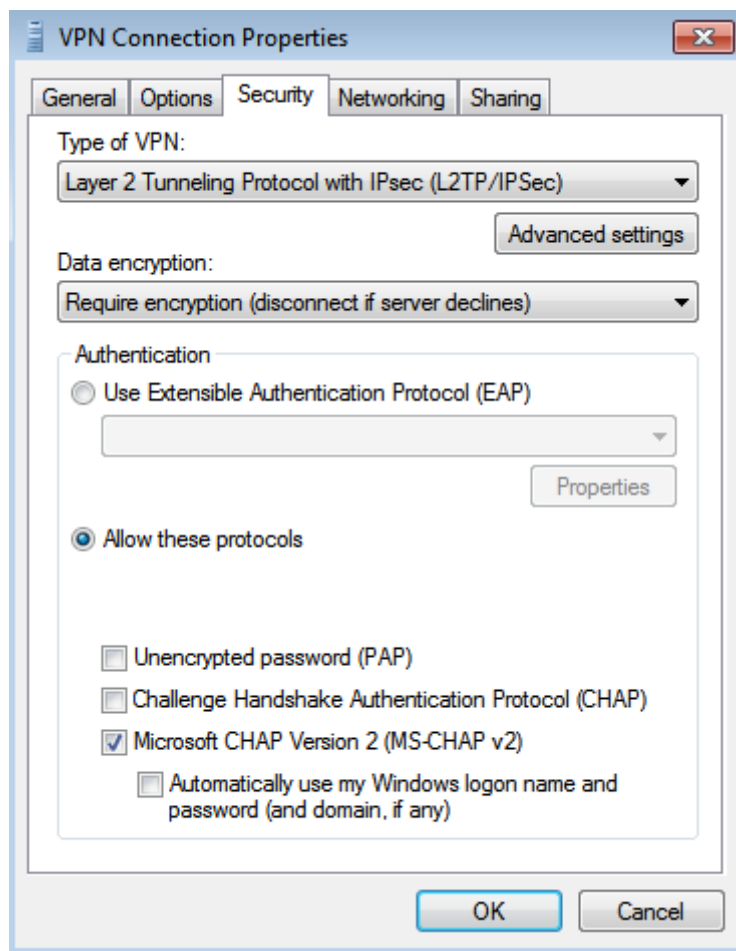 VPN Connection Properties
General Options Security Networking Sharing
Type of VPN:
Layer 2 Tunneling Protocol with IPsec (L2TP/IPSec)
Advanced settings
Data encryption:
Require encryption (disconnect if server declines)
Authentication
Use Extensible Authentication Protocol (EAP)
Properties
Allow these protocols
Unencrypted password (PAP)
Challenge Handshake Authentication Protocol (CHAP)
Microsoft CHAP Version 2 (MS-CHAP v2)
Automatically use my Windows logon name and
password (and domain, if any)
OK Cancel